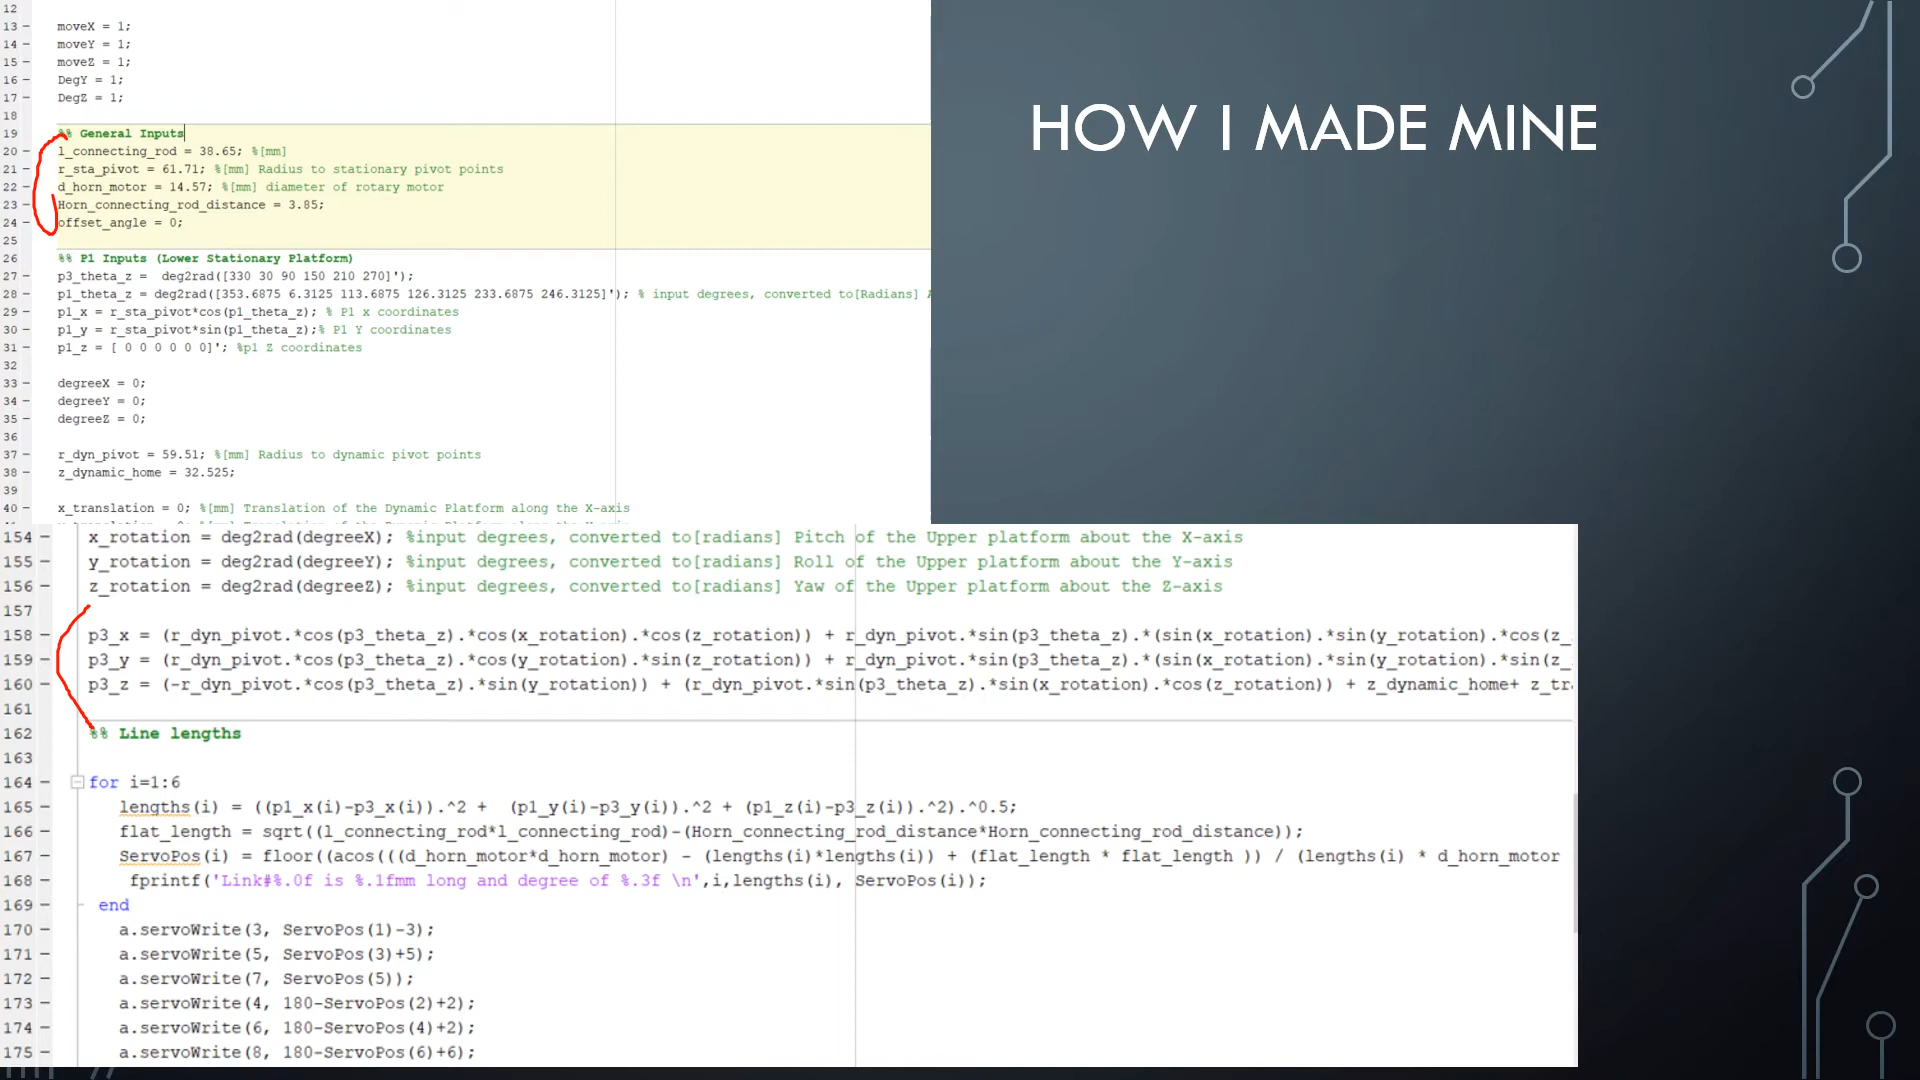 HOW I MADE MINE
12
13 - moveX = 1;
14 - moveY = 1;
15 - moveZ = 1;
16 - DegY = 1;
17 - DegZ = 1;
18
19 %% General Inputs
20 - l_connecting_rod = 38.65; %[mm]
21 - r_sta_pivot = 61.71; %[mm] Radius to stationary pivot points
22 - d_horn_motor = 14.57; %[mm] diameter of rotary motor
23 - Horn_connecting_rod_distance = 3.85;
24 - offset_angle = 0;
25
26 %% P1 Inputs (Lower Stationary Platform)
27 - p3_theta_z =  deg2rad([330 30 90 150 210 270]');
28 - p1_theta_z = deg2rad([353.6875 6.3125 113.6875 126.3125 233.6875 246.3125]'); % input degrees, converted to[Radians]
29 - p1_x = r_sta_pivot*cos(p1_theta_z); % P1 x coordinates
30 - p1_y = r_sta_pivot*sin(p1_theta_z);% P1 Y coordinates
31 - p1_z = [ 0 0 0 0 0 0]'; %p1 Z coordinates
32
33 - degreeX = 0;
34 - degreeY = 0;
35 - degreeZ = 0;
36
37 - r_dyn_pivot = 59.51; %[mm] Radius to dynamic pivot points
38 - z_dynamic_home = 32.525;
39
40 - x_translation = 0; %[mm] Translation of the Dynamic Platform along the X-axis
154 - x_rotation = deg2rad(degreeX); %input degrees, converted to[radians] Pitch of the Upper platform about the X-axis
155 - y_rotation = deg2rad(degreeY); %input degrees, converted to[radians] Roll of the Upper platform about the Y-axis
156 - z_rotation = deg2rad(degreeZ); %input degrees, converted to[radians] Yaw of the Upper platform about the Z-axis
157
158 - p3_x = (r_dyn_pivot.*cos(p3_theta_z).*cos(x_rotation).*cos(z_rotation)) + r_dyn_pivot.*sin(p3_theta_z).*(sin(x_rotation).*sin(y_rotation).*cos(z_
159 - p3_y = (r_dyn_pivot.*cos(p3_theta_z).*cos(y_rotation).*sin(z_rotation)) + r_dyn_pivot.*sin(p3_theta_z).*(sin(x_rotation).*sin(y_rotation).*sin(z_
160 - p3_z = (-r_dyn_pivot.*cos(p3_theta_z).*sin(y_rotation)) + (r_dyn_pivot.*sin(p3_theta_z).*sin(x_rotation).*cos(z_rotation)) + z_dynamic_home+ z_tr
161
162 %% Line lengths
163
164 - for i=1:6
165 - lengths(i) = ((p1_x(i)-p3_x(i)).^2 +  (p1_y(i)-p3_y(i)).^2 + (p1_z(i)-p3_z(i)).^2).^0.5;
166 - flat_length = sqrt((l_connecting_rod*l_connecting_rod)-(Horn_connecting_rod_distance*Horn_connecting_rod_distance));
167 - ServoPos(i) = floor((acos(((d_horn_motor*d_horn_motor) - (lengths(i)*lengths(i)) + (flat_length * flat_length )) / (lengths(i) * d_horn_motor
168 - fprintf('Link#%.0f is %.1fmm long and degree of %.3f \n',i,lengths(i), ServoPos(i));
169 - end
170 - a.servoWrite(3, ServoPos(1)-3);
171 - a.servoWrite(5, ServoPos(3)+5);
172 - a.servoWrite(7, ServoPos(5));
173 - a.servoWrite(4, 180-ServoPos(2)+2);
174 - a.servoWrite(6, 180-ServoPos(4)+2);
175 - a.servoWrite(8, 180-ServoPos(6)+6);